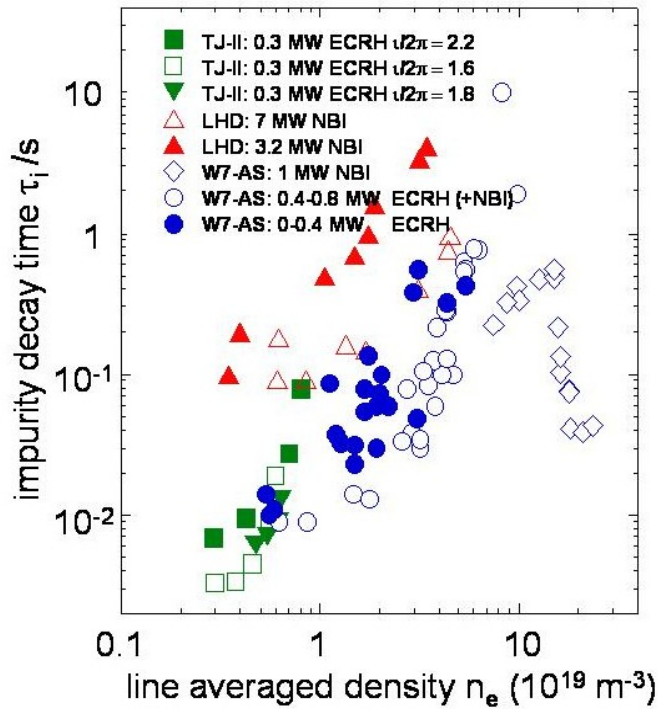 TJ-II: 0.3 MW ECRH ι/2π = 2.2
TJ-II: 0.3 MW ECRH ι/2π = 1.6
TJ-II: 0.3 MW ECRH ι/2π = 1.8
LHD: 7 MW NBI
LHD: 3.2 MW NBI
W7-AS: 1 MW NBI
W7-AS: 0.4-0.8 MW ECRH (+NBI)
W7-AS: 0-0.4 MW ECRH
impurity decay time τi /s
10
1
10⁻¹
10⁻²
0.1 1 10
line averaged density ne (10¹⁹ m⁻³)